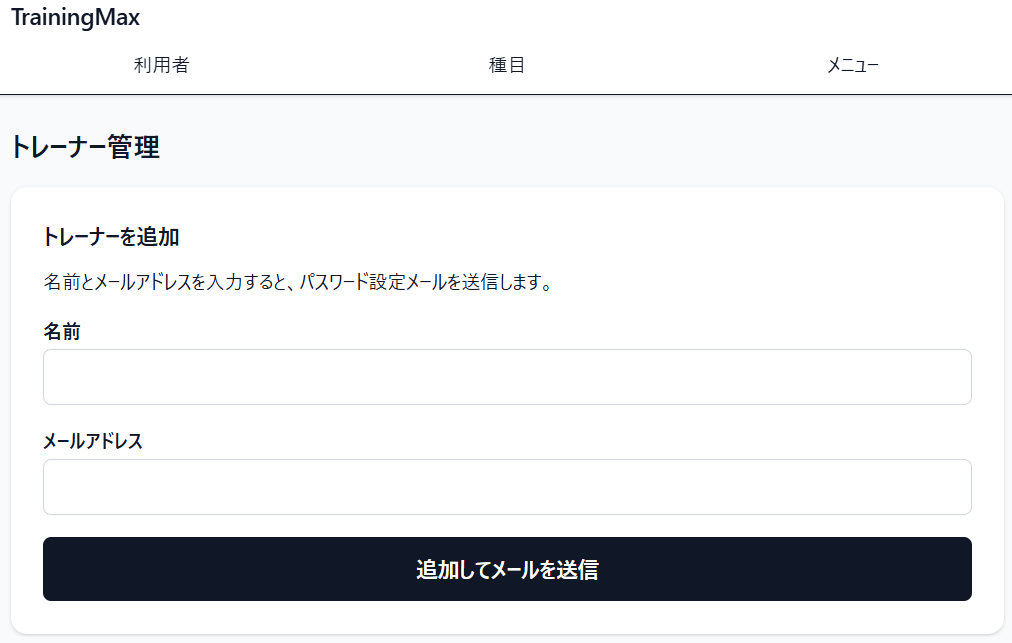 TrainingMax
利用者 種目 メニュー
トレーナー管理
トレーナーを追加
名前とメールアドレスを入力すると、パスワード設定メールを送信します。
名前
メールアドレス
追加してメールを送信